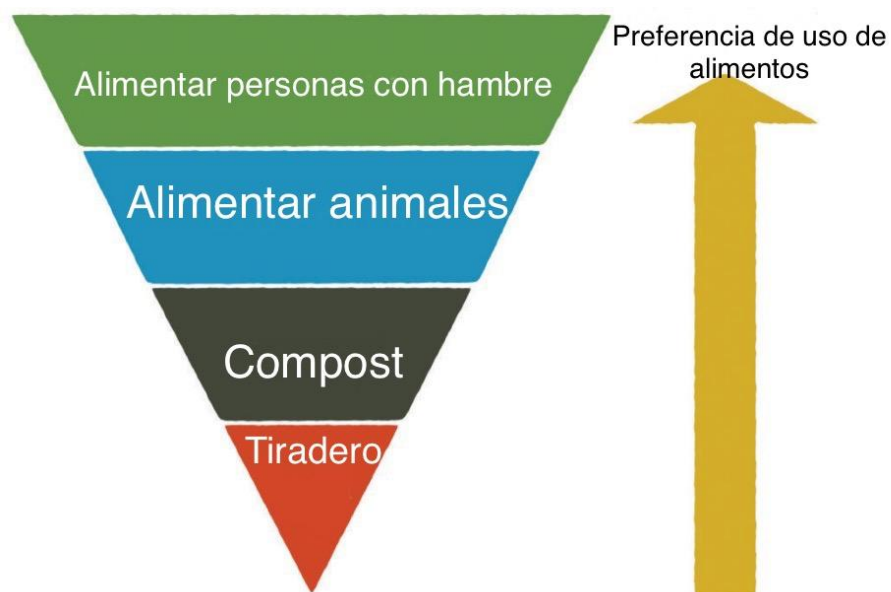 Preferencia de uso de
alimentos
Alimentar personas con hambre
Alimentar animales
Compost
Tiradero